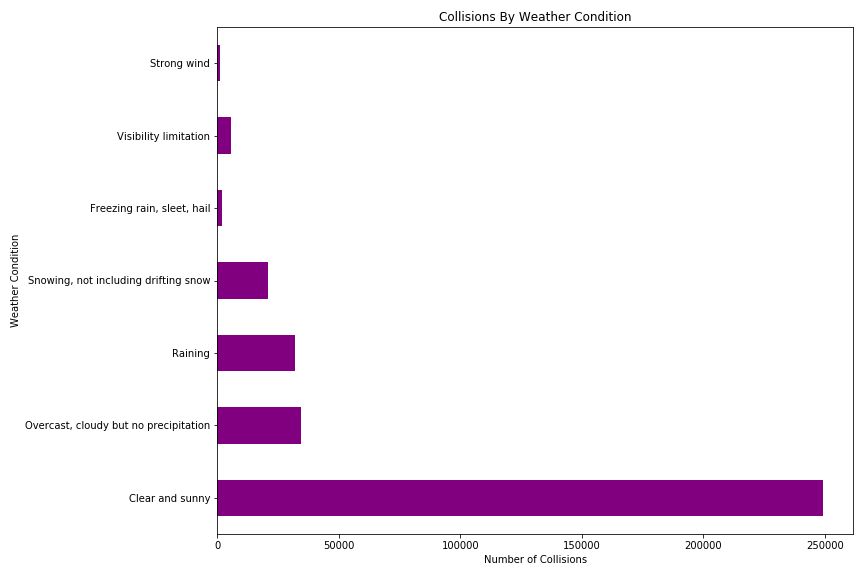 Collisions By Weather Condition
Strong wind
Visibility limitation
Freezing rain, sleet, hail
Snowing, not including drifting snow
Raining
Overcast, cloudy but no precipitation
Clear and sunny
Weather Condition
0 50000 100000 150000 200000 250000
Number of Collisions